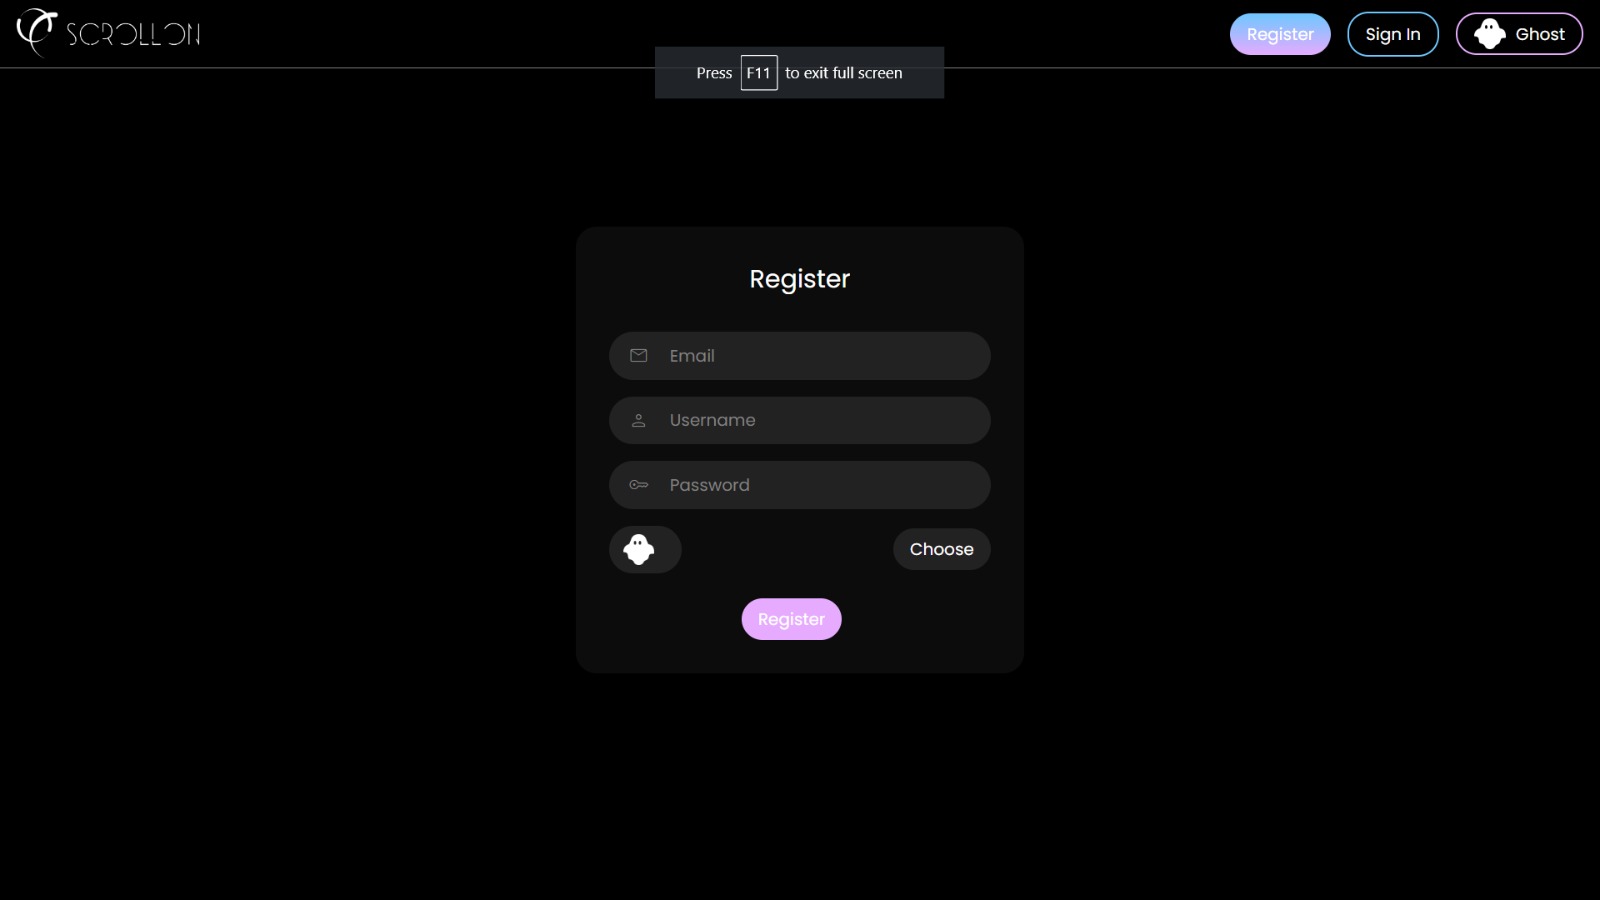 SCROLLON
Register
Sign In
Ghost
Press F11 to exit full screen
Register
Email
Username
Password
Choose
Register